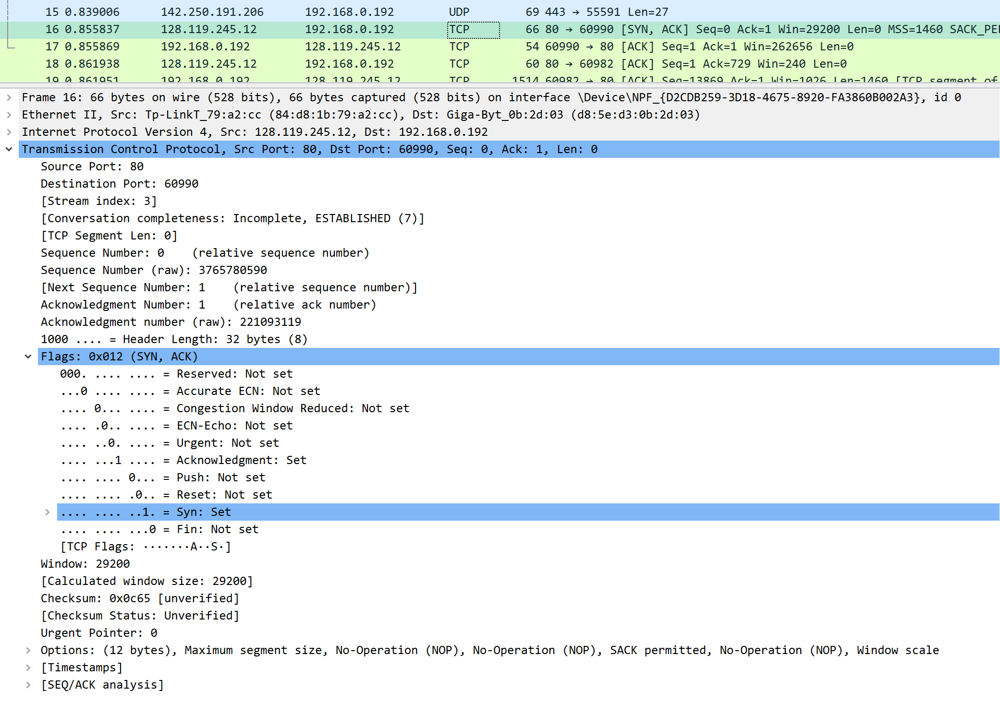 15 0.839006 142.250.191.206 192.168.0.192 UDP 69 443 → 55591 Len=27
16 0.855837 128.119.245.12 192.168.0.192 TCP 66 80 → 60990 [SYN, ACK] Seq=0 Ack=1 Win=29200 Len=0 MSS=1460 SACK_PE
17 0.855869 192.168.0.192 128.119.245.12 TCP 54 60990 → 80 [ACK] Seq=1 Ack=1 Win=262656 Len=0
18 0.861938 128.119.245.12 192.168.0.192 TCP 60 80 → 60982 [ACK] Seq=1 Ack=729 Win=240 Len=0
19 0.861951 192.168.0.192 128.119.245.12 TCP 1514 60982 → 80 [ACK] Seq=13869 Ack=1 Win=1026 Len=1460 [TCP segment of
Frame 16: 66 bytes on wire (528 bits), 66 bytes captured (528 bits) on interface \Device\NPF_{D2CDB259-3D18-4675-8920-FA3860B002A3}, id 0
Ethernet II, Src: Tp-LinkT_79:a2:cc (84:d8:1b:79:a2:cc), Dst: Giga-Byt_0b:2d:03 (d8:5e:d3:0b:2d:03)
Internet Protocol Version 4, Src: 128.119.245.12, Dst: 192.168.0.192
Transmission Control Protocol, Src Port: 80, Dst Port: 60990, Seq: 0, Ack: 1, Len: 0
Source Port: 80
Destination Port: 60990
[Stream index: 3]
[Conversation completeness: Incomplete, ESTABLISHED (7)]
[TCP Segment Len: 0]
Sequence Number: 0    (relative sequence number)
Sequence Number (raw): 3765780590
[Next Sequence Number: 1    (relative sequence number)]
Acknowledgment Number: 1    (relative ack number)
Acknowledgment number (raw): 221093119
1000 .... = Header Length: 32 bytes (8)
Flags: 0x012 (SYN, ACK)
000. .... .... = Reserved: Not set
...0 .... .... = Accurate ECN: Not set
.... 0... .... = Congestion Window Reduced: Not set
.... .0.. .... = ECN-Echo: Not set
.... ..0. .... = Urgent: Not set
.... ...1 .... = Acknowledgment: Set
.... .... 0... = Push: Not set
.... .... .0.. = Reset: Not set
.... .... ..1. = Syn: Set
.... .... ...0 = Fin: Not set
[TCP Flags: ·······A··S·]
Window: 29200
[Calculated window size: 29200]
Checksum: 0x0c65 [unverified]
[Checksum Status: Unverified]
Urgent Pointer: 0
Options: (12 bytes), Maximum segment size, No-Operation (NOP), No-Operation (NOP), SACK permitted, No-Operation (NOP), Window scale
[Timestamps]
[SEQ/ACK analysis]